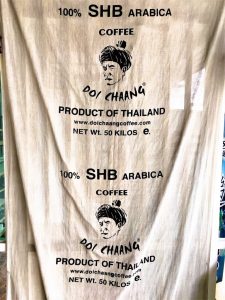 100% SHB ARABICA
COFFEE
DOI CHAANG®
PRODUCT OF THAILAND
www.doichaangcoffee.com
NET Wt. 50 KILOS e.
100% SHB ARABICA
COFFEE
DOI CHAANG
PRODUCT OF THAILAND
www.doichaangcoffee.com
NET Wt. 50 KILOS e.